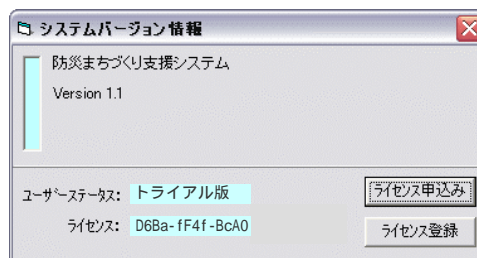 システムバージョン情報
防災まちづくり支援システム
Version 1.1
ユーザーステータス: トライアル版
ライセンス申込み
ライセンス: D6Ba-fF4f-BcA0
ライセンス登録